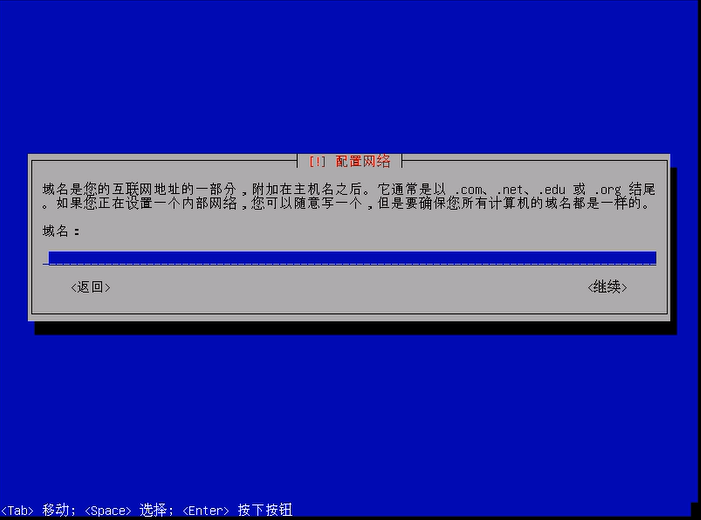 [!] 配置网络
域名是您的互联网地址的一部分，附加在主机名之后。它通常是以 .com、.net、.edu 或 .org 结尾
。如果您正在设置一个内部网络，您可以随意写一个，但是要确保您所有计算机的域名都是一样的。
域名：
<返回> <继续>
<Tab> 移动; <Space> 选择; <Enter> 按下按钮